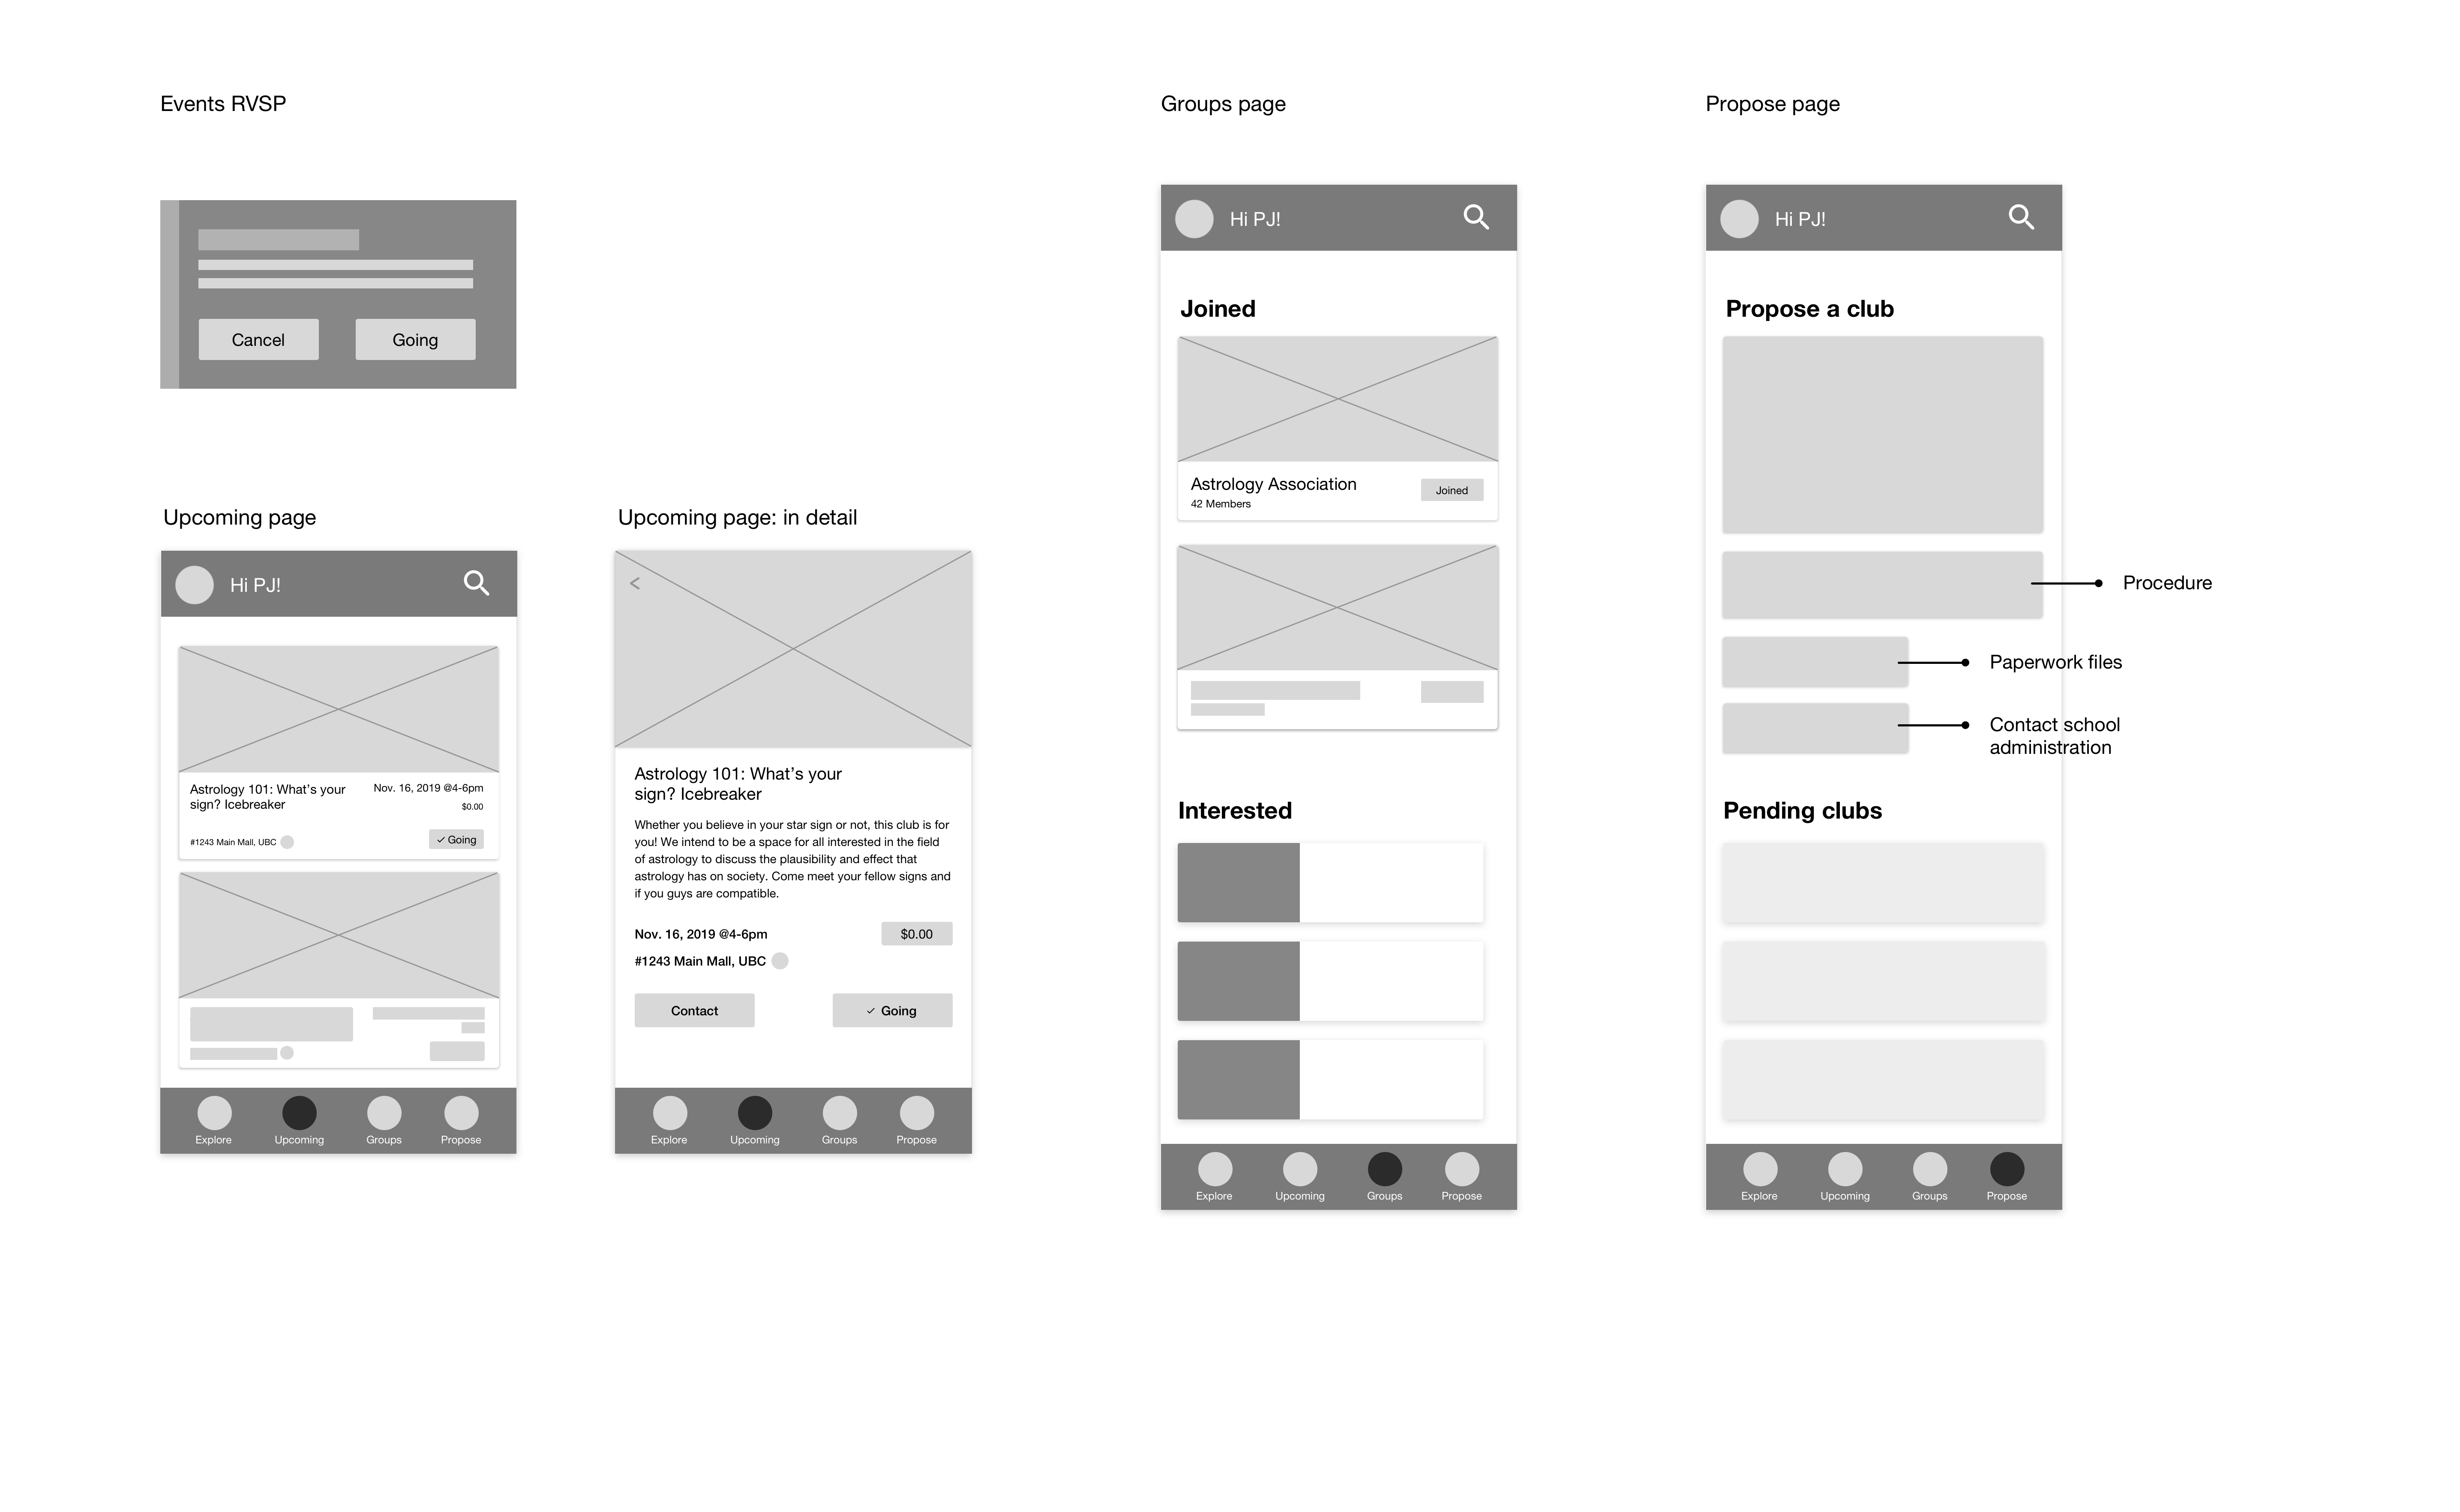 Events RVSP
Cancel
Going
Upcoming page
Hi PJ!
Astrology 101: What’s your
sign? Icebreaker
Nov. 16, 2019 @4-6pm
$0.00
#1243 Main Mall, UBC
✓ Going
Explore
Upcoming
Groups
Propose
Upcoming page: in detail
<
Astrology 101: What’s your
sign? Icebreaker
Whether you believe in your star sign or not, this club is for
you! We intend to be a space for all interested in the field
of astrology to discuss the plausibility and effect that
astrology has on society. Come meet your fellow signs and
if you guys are compatible.
Nov. 16, 2019 @4-6pm
$0.00
#1243 Main Mall, UBC
Contact
✓ Going
Explore
Upcoming
Groups
Propose
Groups page
Hi PJ!
Joined
Astrology Association
42 Members
Joined
Interested
Explore
Upcoming
Groups
Propose
Propose page
Hi PJ!
Propose a club
Procedure
Paperwork files
Contact school
administration
Pending clubs
Explore
Upcoming
Groups
Propose